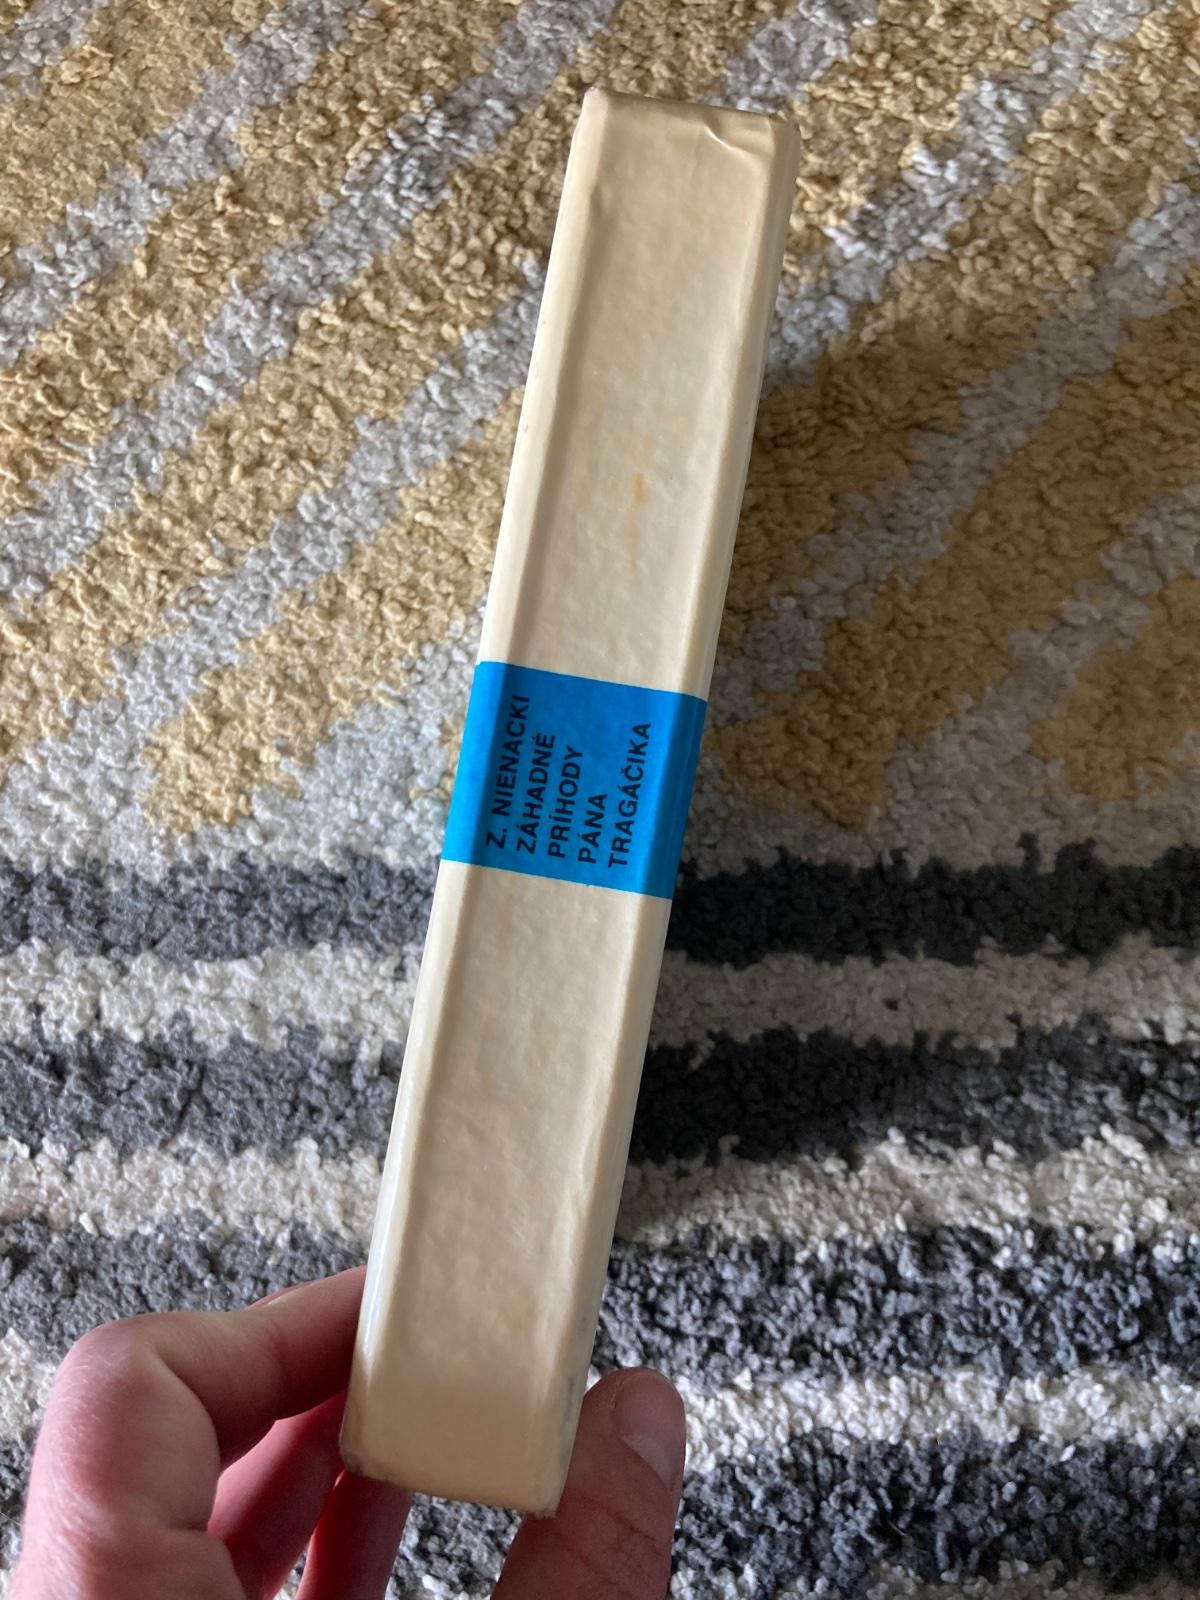 Z. NIENACKI
ZÁHADNÉ
PRÍHODY
PÁNA
TRAGÁČIKA